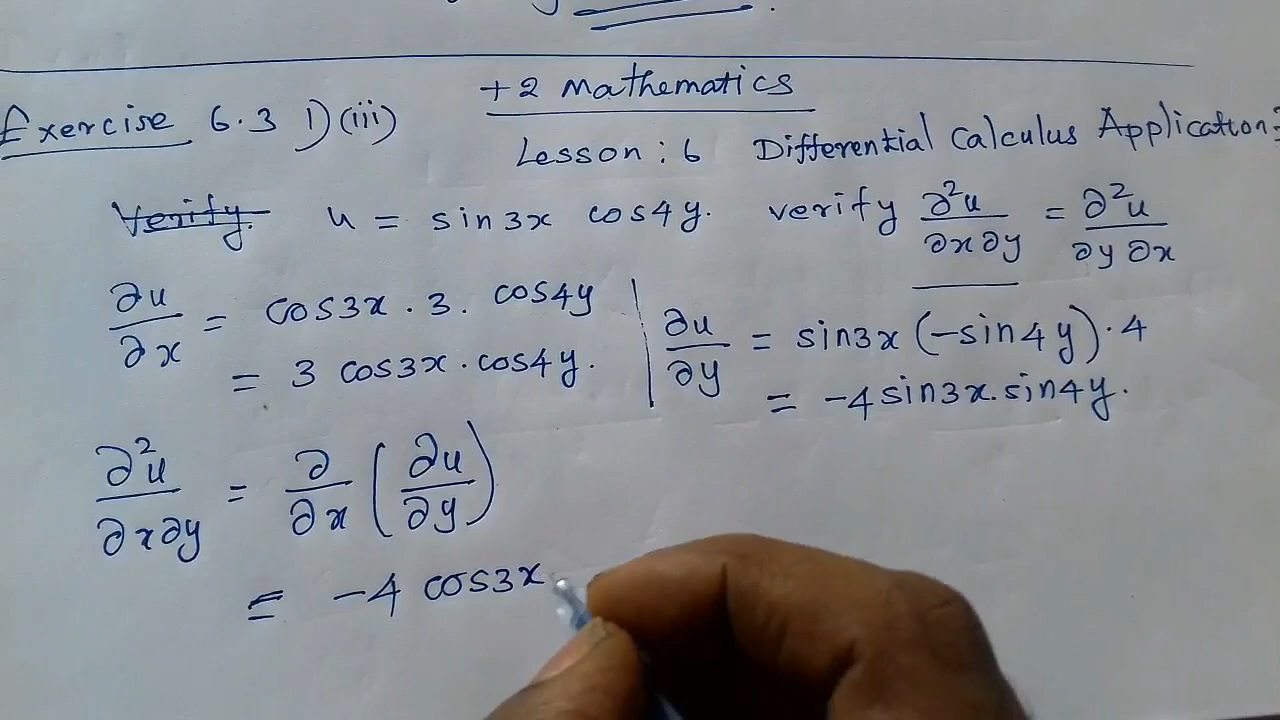 +2 Mathematics
Exercise 6.3 1)(iii)
Lesson : 6 Differential Calculus Applications
Verify. u = sin3x cos4y. verify ∂²u/∂x∂y = ∂²u/∂y∂x
∂u/∂x = cos3x · 3 · cos4y
= 3 cos3x · cos4y.
∂u/∂y = sin3x (-sin4y) · 4
= -4 sin3x . sin4y.
∂²u/∂x∂y = ∂/∂x (∂u/∂y)
= -4 cos3x